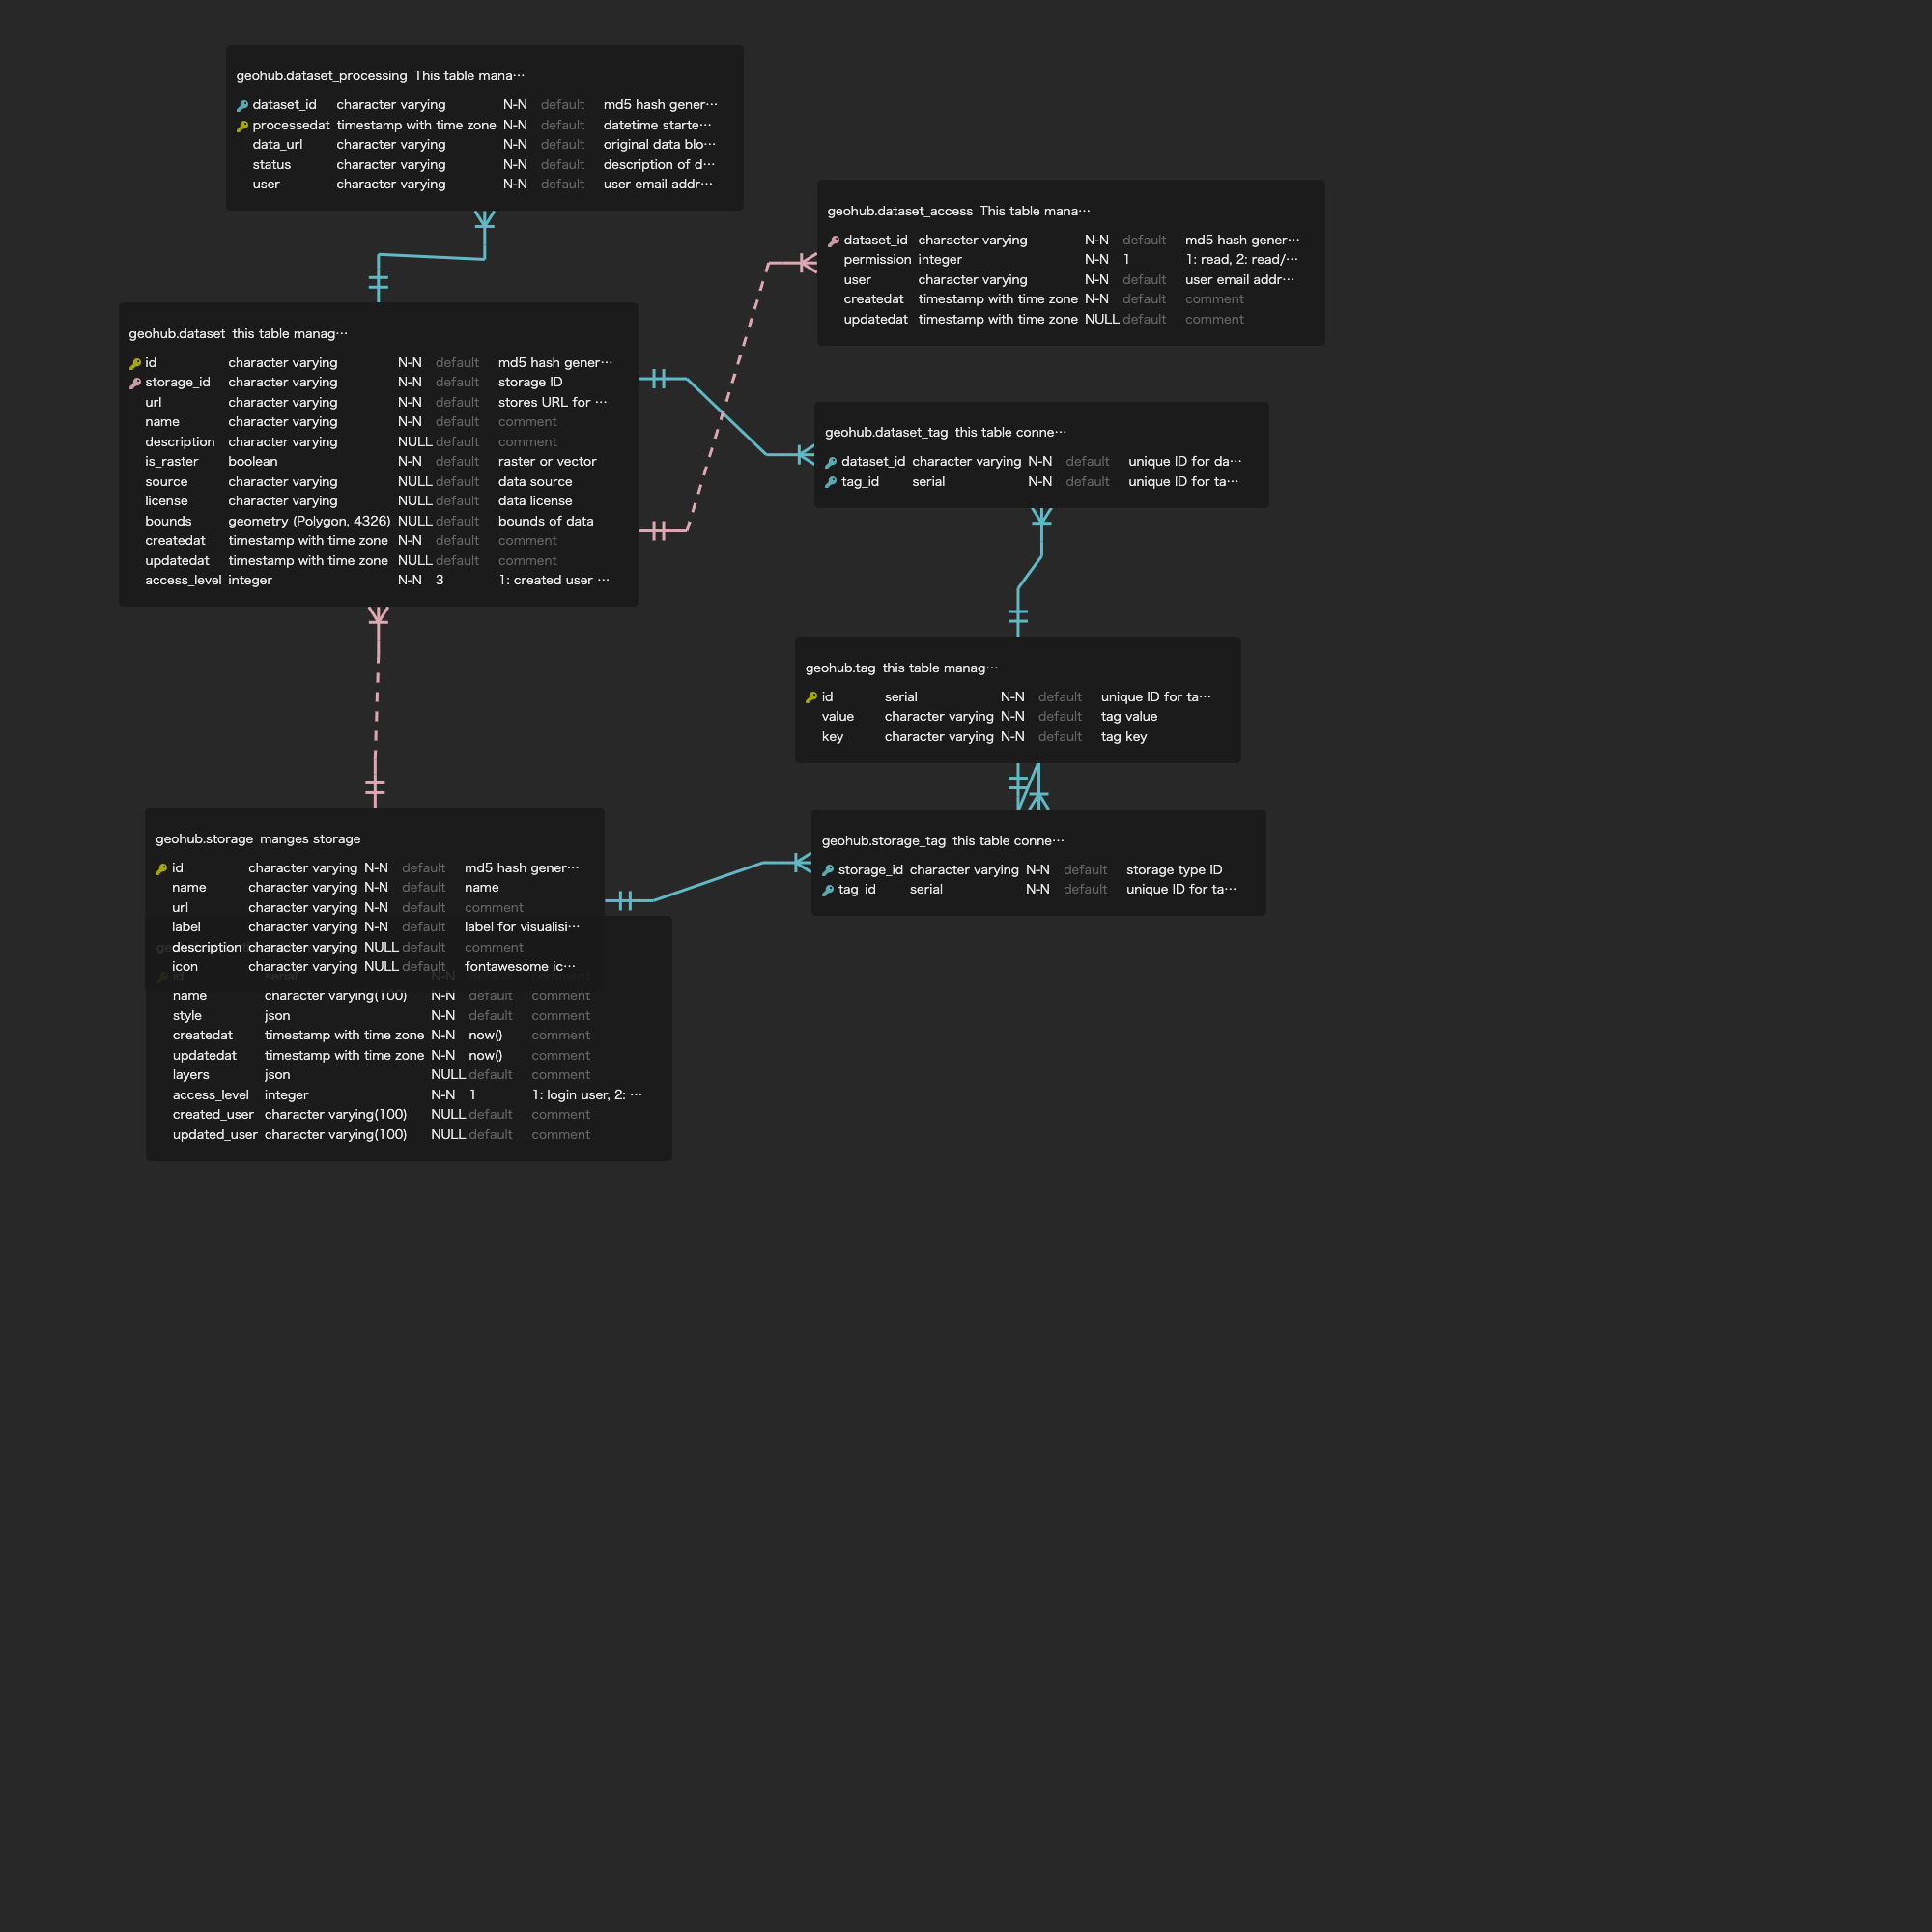 geohub.dataset_processing This table mana…
dataset_id character varying N-N default md5 hash gener…
processedat timestamp with time zone N-N default datetime starte…
data_url character varying N-N default original data blo…
status character varying N-N default description of d…
user character varying N-N default user email addr…
geohub.dataset_access This table mana…
dataset_id character varying N-N default md5 hash gener…
permission integer N-N 1 1: read, 2: read/…
user character varying N-N default user email addr…
createdat timestamp with time zone N-N default comment
updatedat timestamp with time zone NULL default comment
geohub.dataset this table manag…
id character varying N-N default md5 hash gener…
storage_id character varying N-N default storage ID
url character varying N-N default stores URL for …
name character varying N-N default comment
description character varying NULL default comment
is_raster boolean N-N default raster or vector
source character varying NULL default data source
license character varying NULL default data license
bounds geometry (Polygon, 4326) NULL default bounds of data
createdat timestamp with time zone N-N default comment
updatedat timestamp with time zone NULL default comment
access_level integer N-N 3 1: created user …
geohub.dataset_tag this table conne…
dataset_id character varying N-N default unique ID for da…
tag_id serial N-N default unique ID for ta…
geohub.tag this table manag…
id serial N-N default unique ID for ta…
value character varying N-N default tag value
key character varying N-N default tag key
geohub.storage manges storage
id character varying N-N default md5 hash gener…
name character varying N-N default name
url character varying N-N default comment
label character varying N-N default label for visualisi…
description character varying NULL default comment
icon character varying NULL default fontawesome ic…
geohub.storage_tag this table conne…
storage_id character varying N-N default storage type ID
tag_id serial N-N default unique ID for ta…
id serial N-N
name character varying(100) N-N default comment
style json N-N default comment
createdat timestamp with time zone N-N now() comment
updatedat timestamp with time zone N-N now() comment
layers json NULL default comment
access_level integer N-N 1 1: login user, 2: …
created_user character varying(100) NULL default comment
updated_user character varying(100) NULL default comment